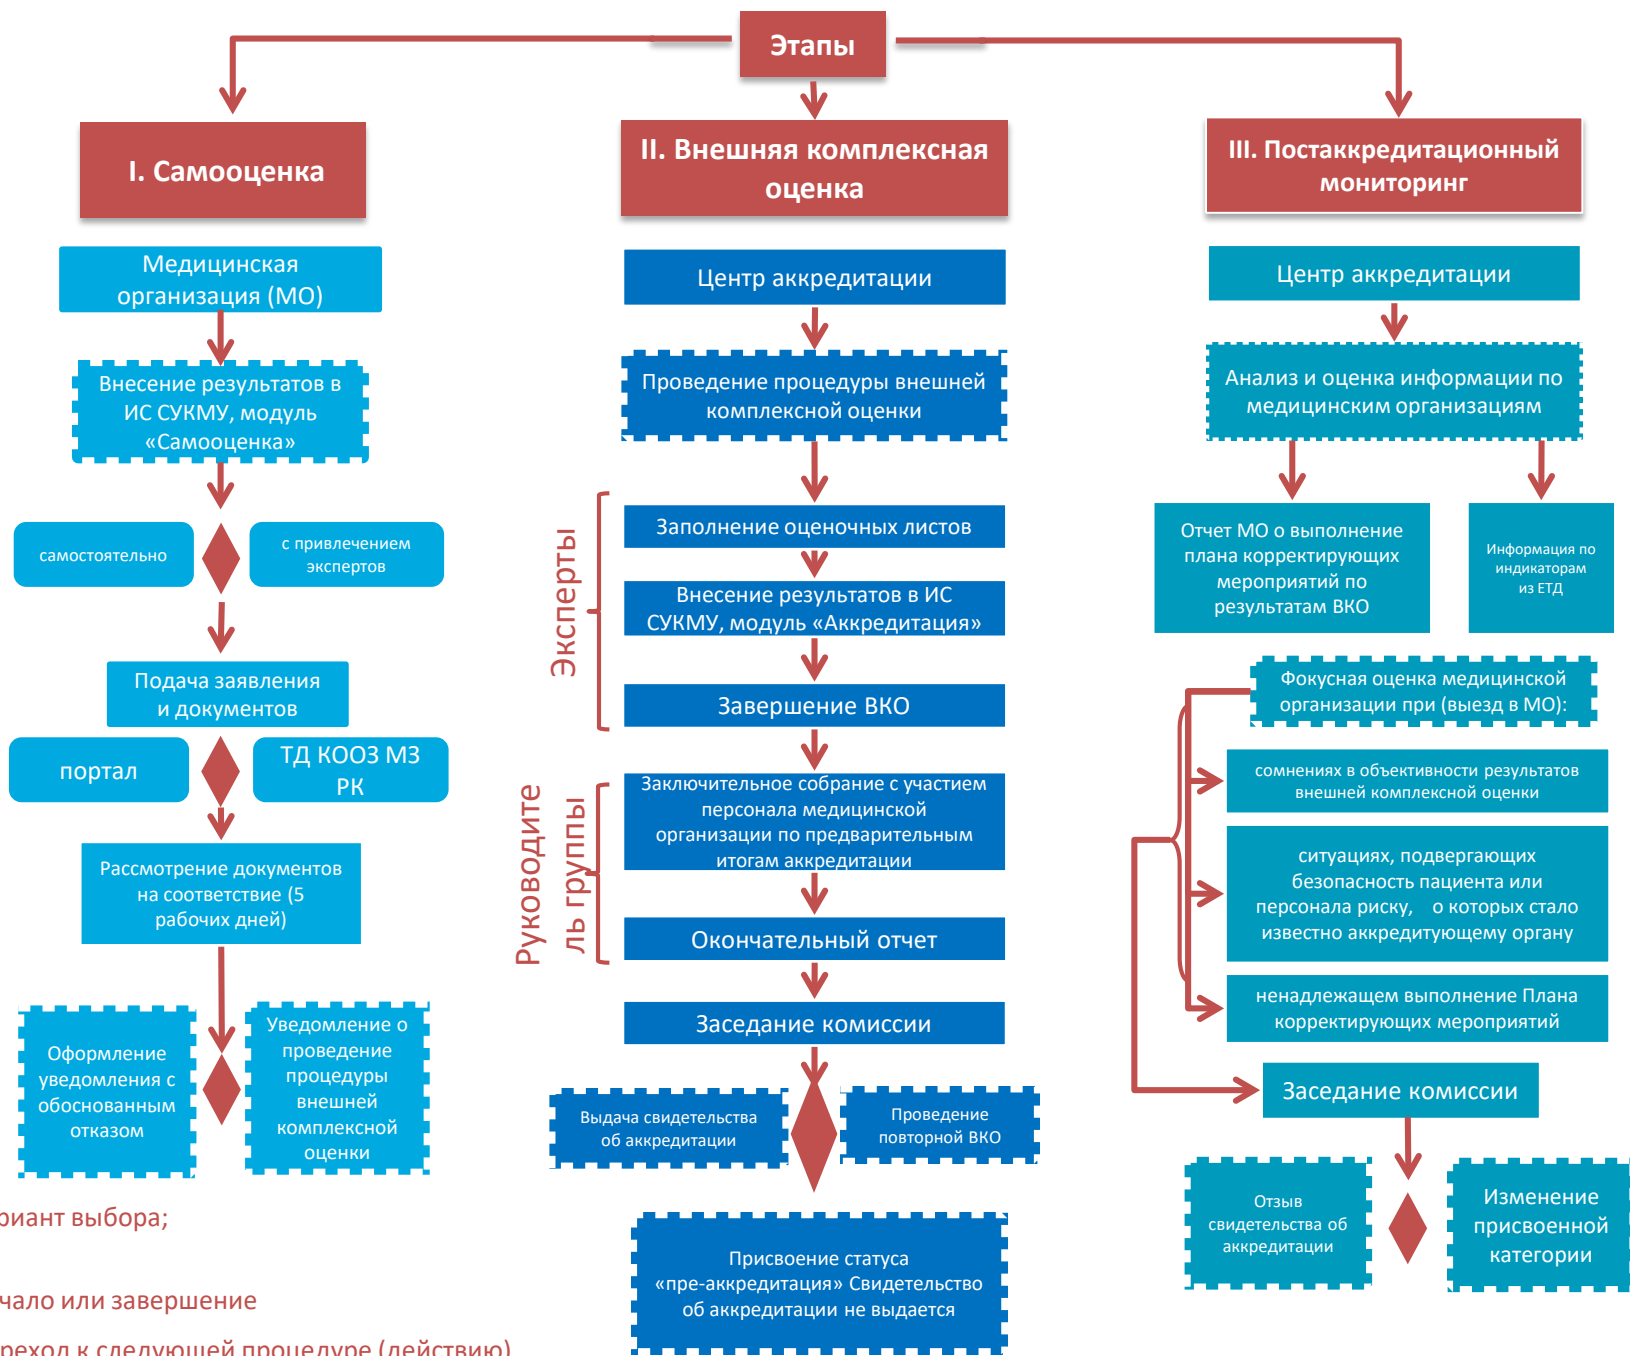 Этапы
I. Самооценка
Медицинская
организация (МО)
Внесение результатов в
ИС СУКМУ, модуль
«Самооценка»
самостоятельно
с привлечением
экспертов
Подача заявления
и документов
портал
ТД КООЗ МЗ
РК
Рассмотрение документов
на соответствие (5
рабочих дней)
Оформление
уведомления с
обоснованным
отказом
Уведомление о
проведение
процедуры
внешней
комплексной
оценки
II. Внешняя комплексная
оценка
Центр аккредитации
Проведение процедуры внешней
комплексной оценки
Эксперты
Заполнение оценочных листов
Внесение результатов в ИС
СУКМУ, модуль «Аккредитация»
Завершение ВКО
Руководите
ль группы
Заключительное собрание с участием
персонала медицинской
организации по предварительным
итогам аккредитации
Окончательный отчет
Заседание комиссии
Выдача свидетельства
об аккредитации
Проведение
повторной ВКО
Присвоение статуса
«пре-аккредитация» Свидетельство
об аккредитации не выдается
III. Постаккредитационный
мониторинг
Центр аккредитации
Анализ и оценка информации по
медицинским организациям
Отчет МО о выполнение
плана корректирующих
мероприятий по
результатам ВКО
Информация по
индикаторам
из ЕТД
Фокусная оценка медицинской
организации при (выезд в МО):
сомнениях в объективности результатов
внешней комплексной оценки
ситуациях, подвергающих
безопасность пациента или
персонала риску, о которых стало
известно аккредитующему органу
ненадлежащем выполнение Плана
корректирующих мероприятий
Заседание комиссии
Отзыв
свидетельства об
аккредитации
Изменение
присвоенной
категории
риант выбора;
чало или завершение
реход к следующей процедуре (действию)